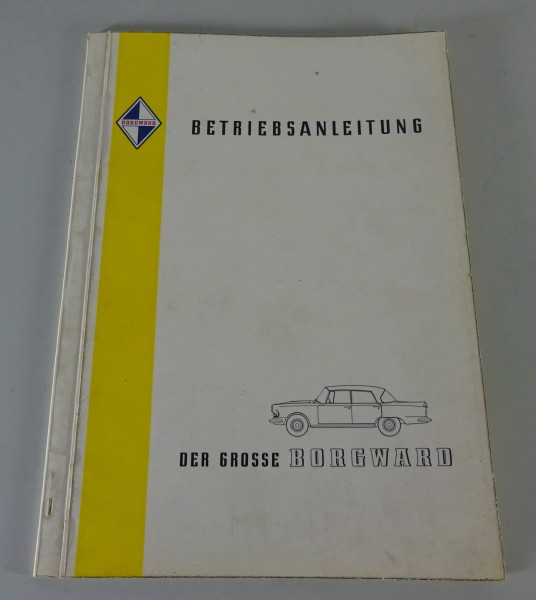 BORGWARD
BETRIEBSANLEITUNG
DER GROSSE BORGWARD